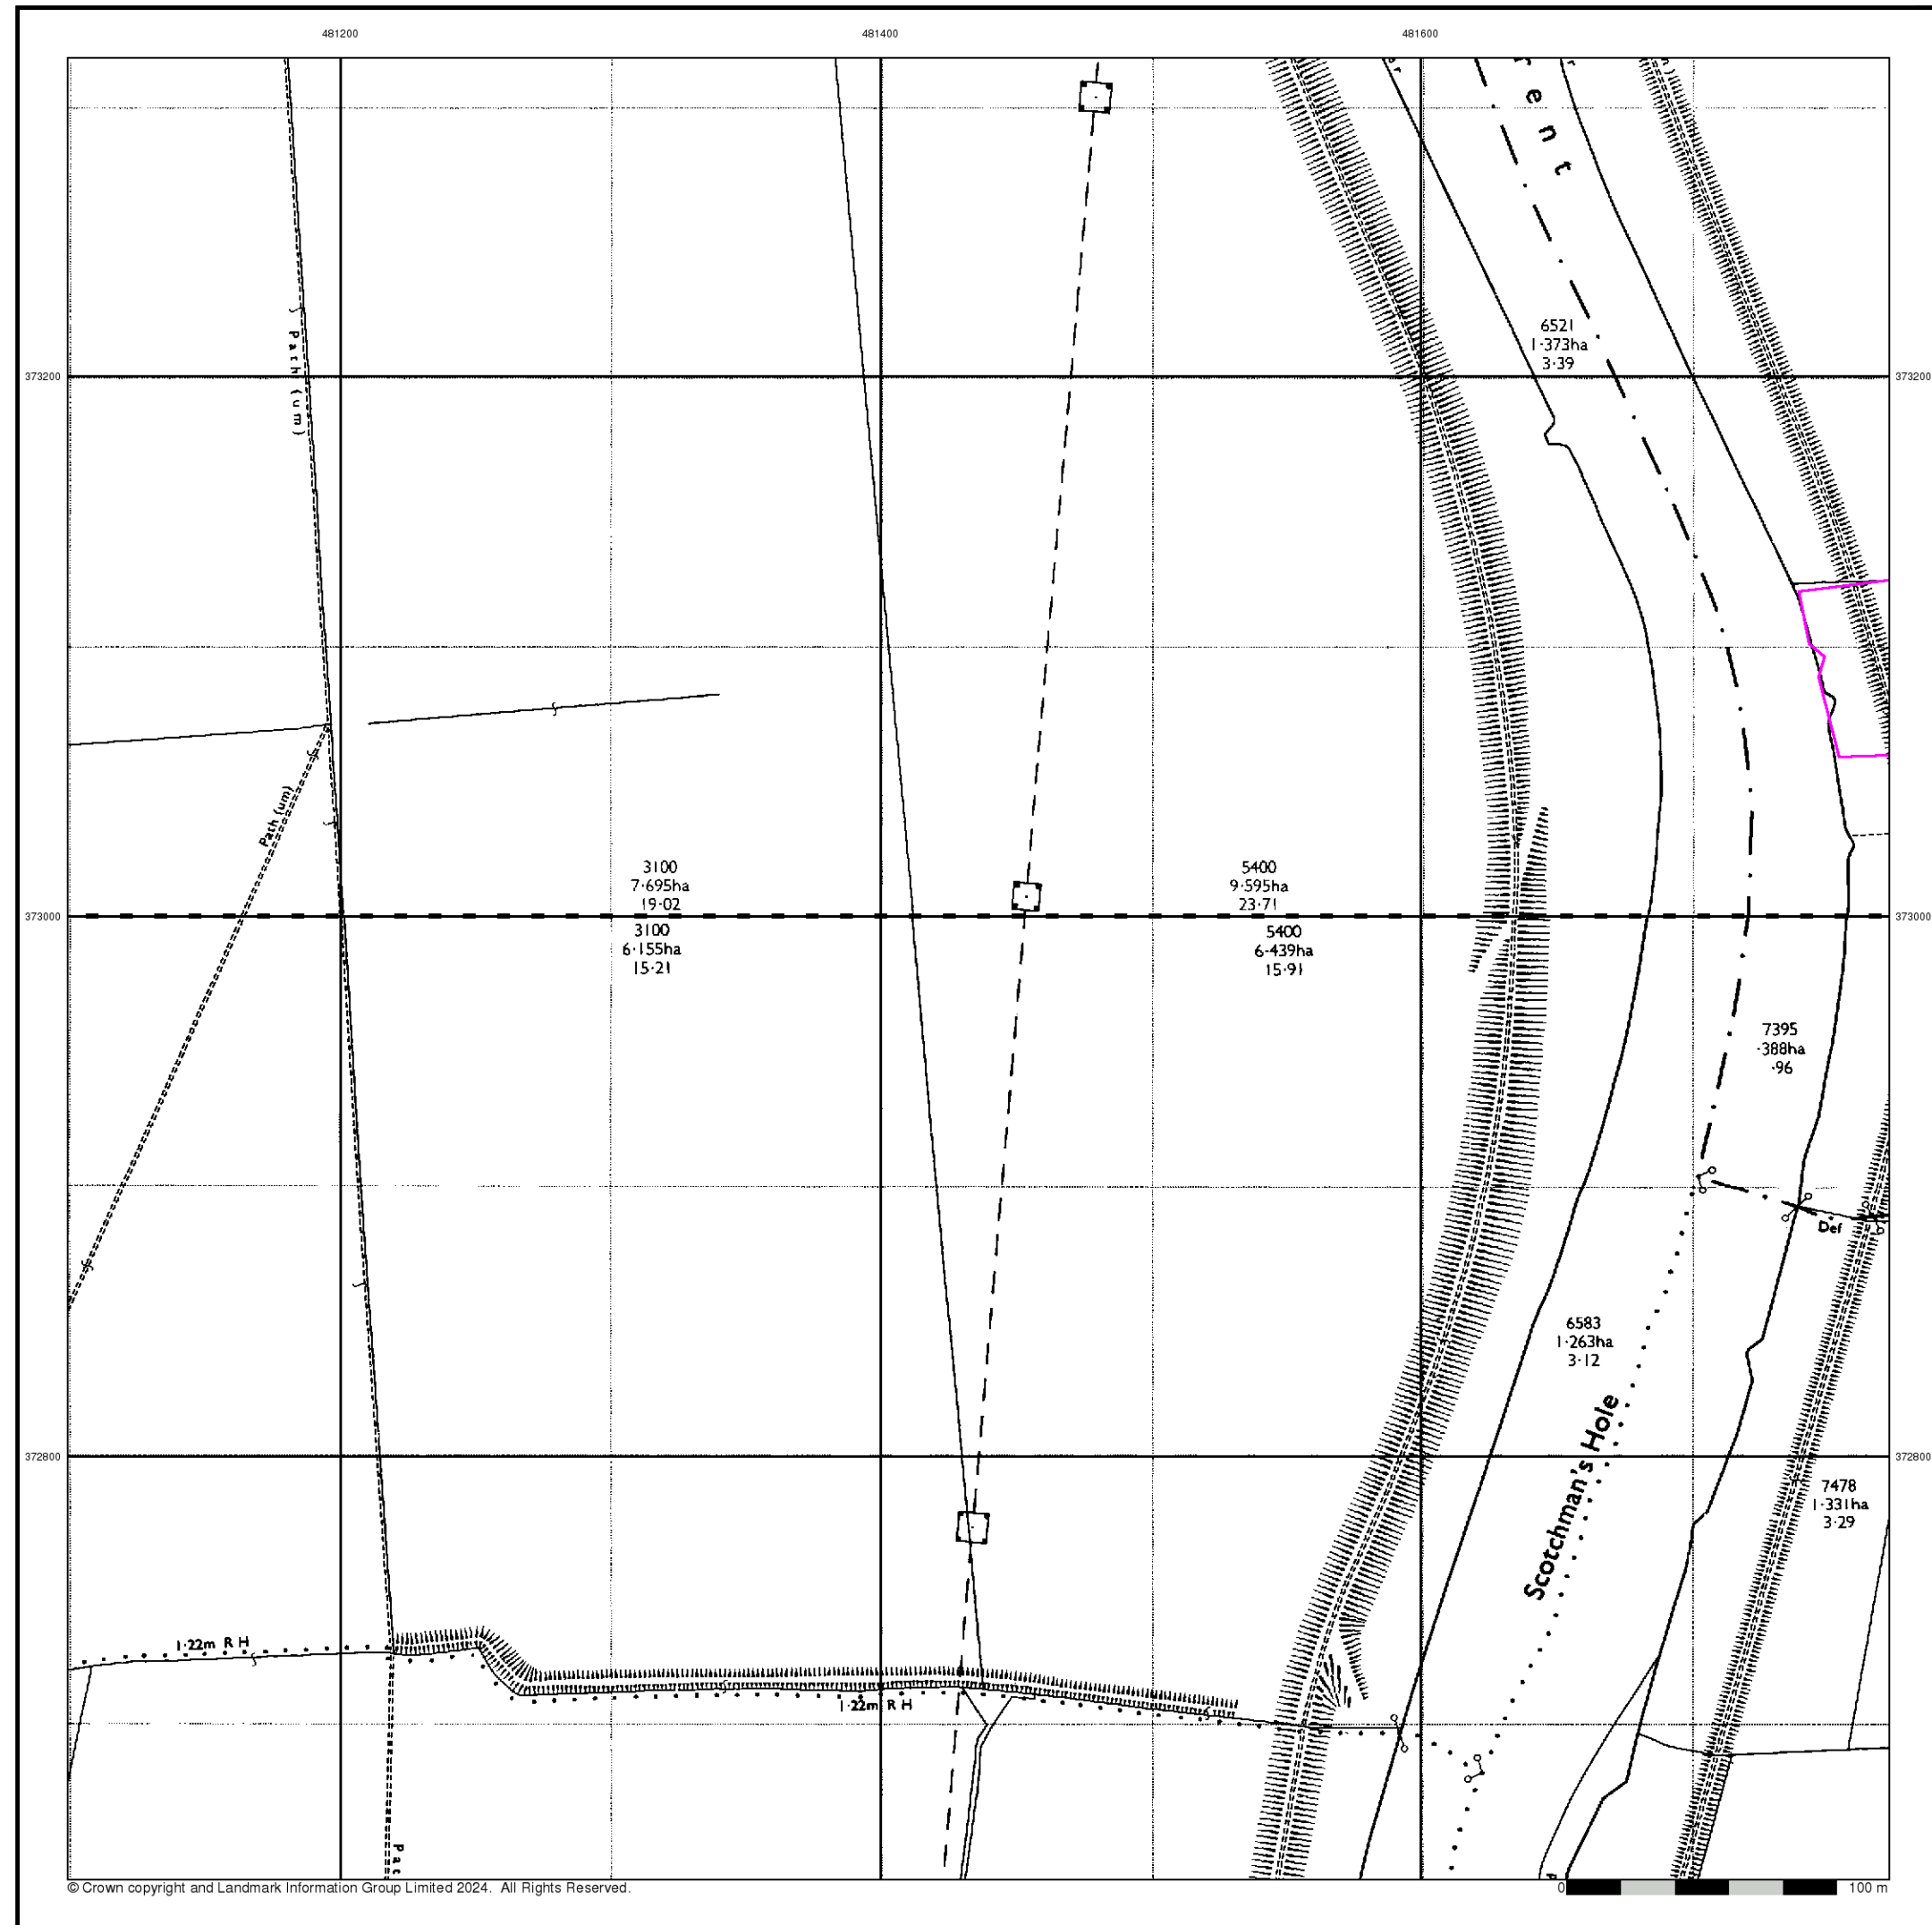 481200
481400
481600
r
r
rent
n)
Path (um)
6521
1·373ha
3·39
373200
373200
Path (um)
3100
7·695ha
19·02
5400
9·595ha
23·71
373000
373000
3100
6·155ha
15·21
5400
6·439ha
15·91
7395
·388ha
·96
Def
6583
1·263ha
3·12
Scotchman's Hole
372800
372800
7478
1·331ha
3·29
1·22m R H
1·22m R H
Pat
© Crown copyright and Landmark Information Group Limited 2024. All Rights Reserved.
0
100 m